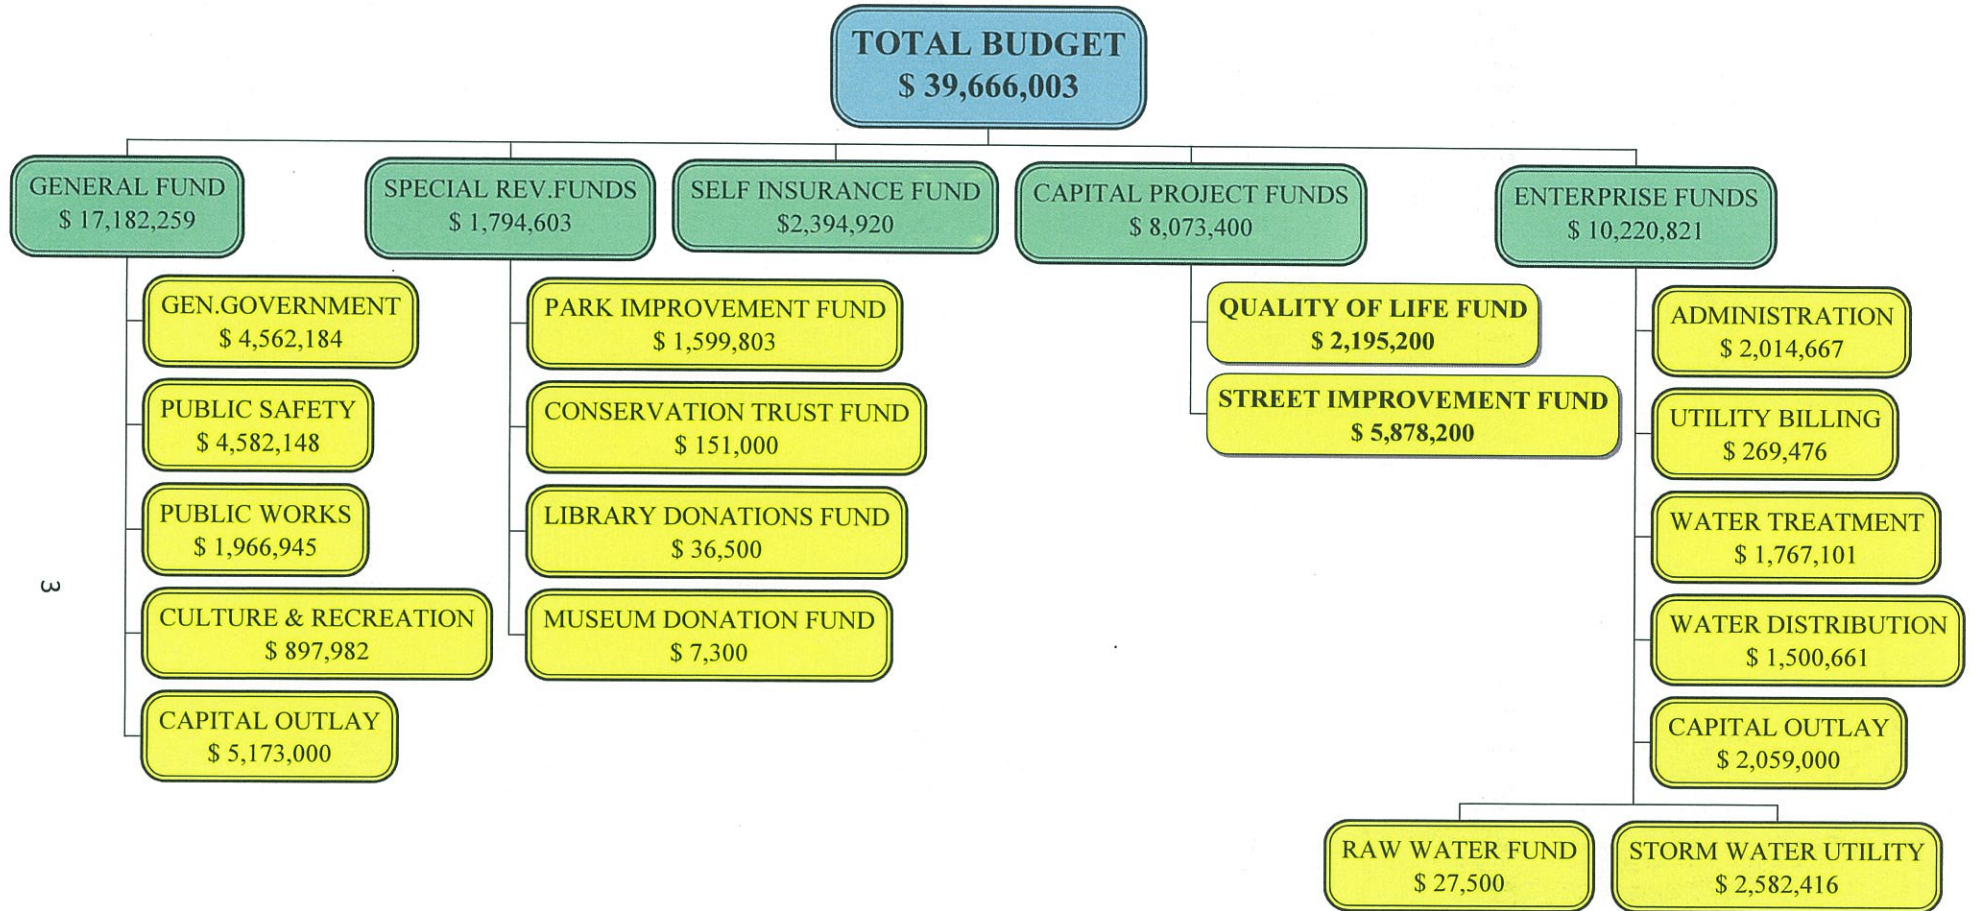 TOTAL BUDGET
$ 39,666,003
GENERAL FUND
$ 17,182,259
SPECIAL REV.FUNDS
$ 1,794,603
SELF INSURANCE FUND
$2,394,920
CAPITAL PROJECT FUNDS
$ 8,073,400
ENTERPRISE FUNDS
$ 10,220,821
GEN.GOVERNMENT
$ 4,562,184
PUBLIC SAFETY
$ 4,582,148
PUBLIC WORKS
$ 1,966,945
CULTURE & RECREATION
$ 897,982
CAPITAL OUTLAY
$ 5,173,000
PARK IMPROVEMENT FUND
$ 1,599,803
CONSERVATION TRUST FUND
$ 151,000
LIBRARY DONATIONS FUND
$ 36,500
MUSEUM DONATION FUND
$ 7,300
QUALITY OF LIFE FUND
$ 2,195,200
STREET IMPROVEMENT FUND
$ 5,878,200
ADMINISTRATION
$ 2,014,667
UTILITY BILLING
$ 269,476
WATER TREATMENT
$ 1,767,101
WATER DISTRIBUTION
$ 1,500,661
CAPITAL OUTLAY
$ 2,059,000
RAW WATER FUND
$ 27,500
STORM WATER UTILITY
$ 2,582,416
3